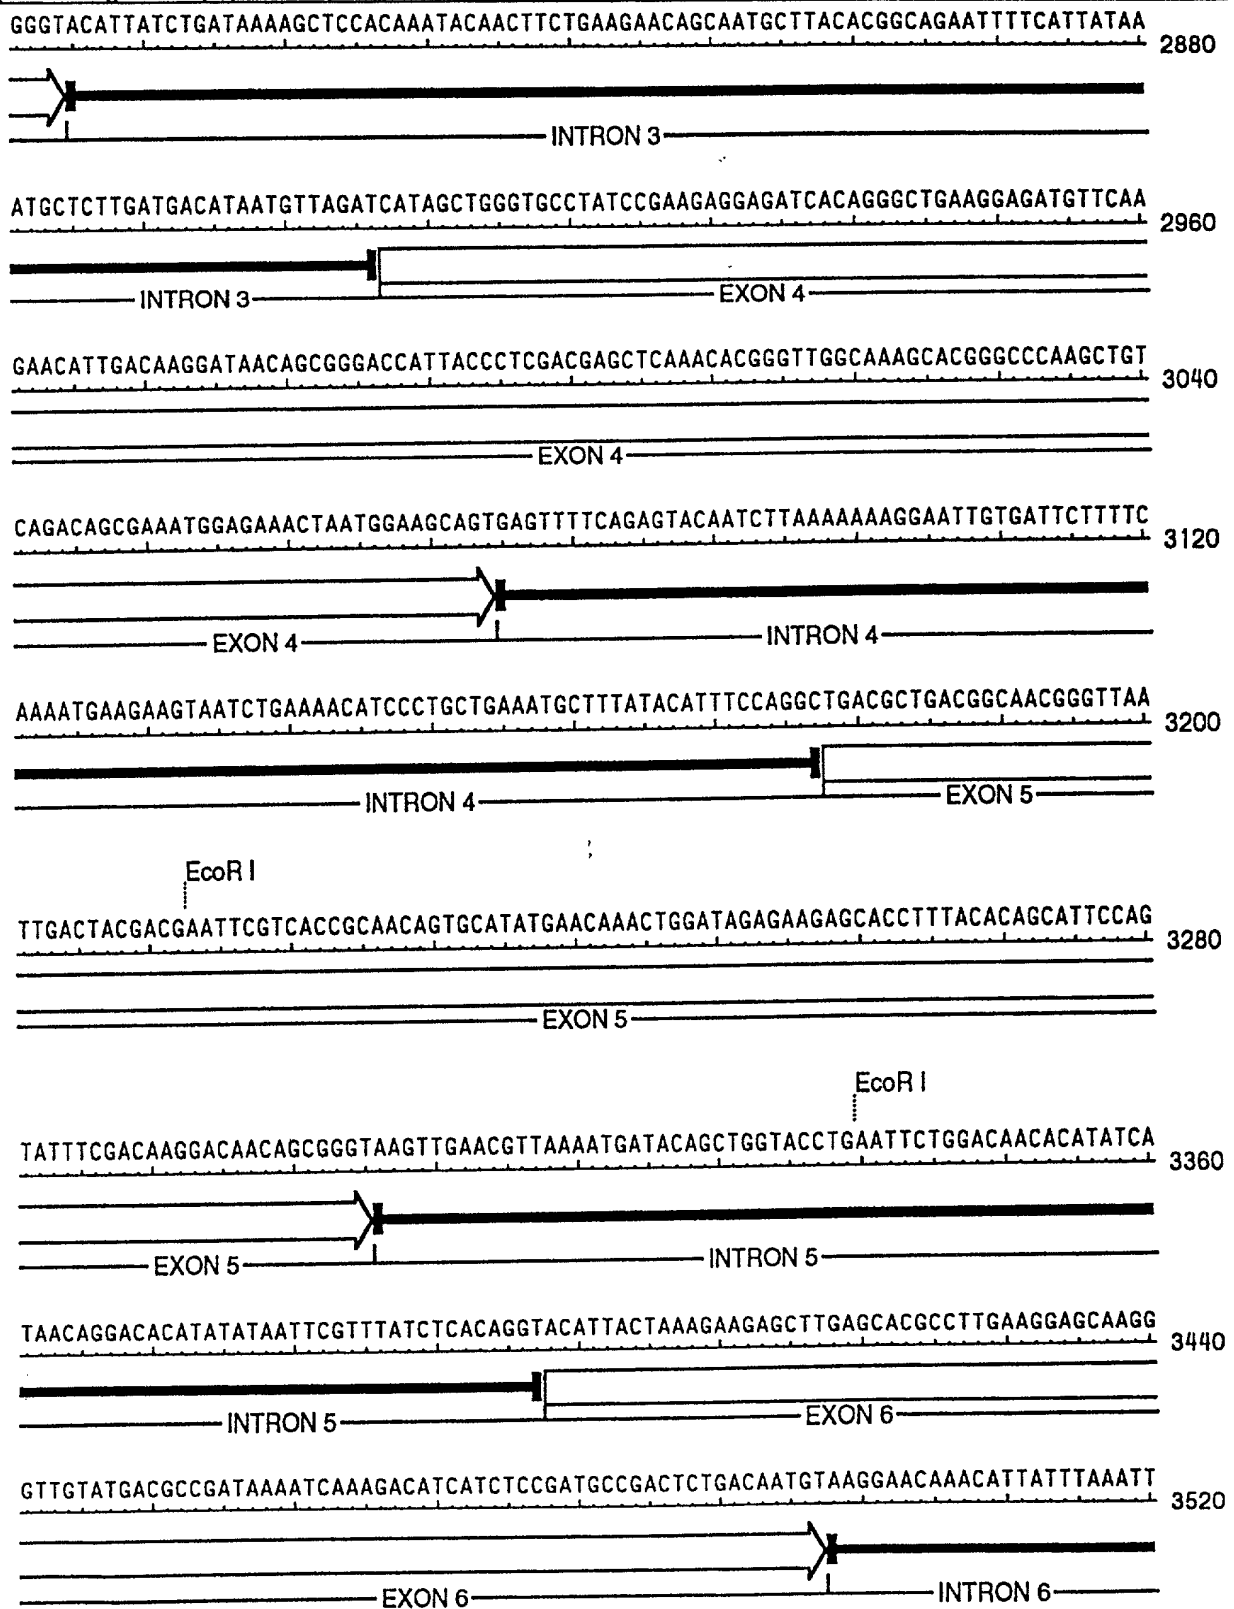 GGGTACATTATCTGATAAAAGCTCCACAAATACAACTTCTGAAGAACAGCAATGCTTACACGGCAGAATTTTCATTATAA 2880
INTRON 3
ATGCTCTTGATGACATAATGTTAGATCATAGCTGGGTGCCTATCCGAAGAGGAGATCACAGGGCTGAAGGAGATGTTCAA 2960
INTRON 3 EXON 4
GAACATTGACAAGGATAACAGCGGGACCATTACCCTCGACGAGCTCAAACACGGGTTGGCAAAGCACGGGCCCAAGCTGT 3040
EXON 4
CAGACAGCGAAATGGAGAAACTAATGGAAGCAGTGAGTTTTCAGAGTACAATCTTAAAAAAAGGAATTGTGATTCTTTTC 3120
EXON 4 INTRON 4
AAAATGAAGAAGTAATCTGAAAACATCCCTGCTGAAATGCTTTATACATTTCCAGGCTGACGCTGACGGCAACGGGTTAA 3200
INTRON 4 EXON 5
EcoR I
TTGACTACGACGAATTCGTCACCGCAACAGTGCATATGAACAAACTGGATAGAGAAGAGCACCTTTACACAGCATTCCAG 3280
EXON 5
EcoR I
TATTTCGACAAGGACAACAGCGGGTAAGTTGAACGTTAAAATGATACAGCTGGTACCTGAATTCTGGACAACACATATCA 3360
EXON 5 INTRON 5
TAACAGGACACATATATAATTCGTTTATCTCACAGGTACATTACTAAAGAAGAGCTTGAGCACGCCTTGAAGGAGCAAGG 3440
INTRON 5 EXON 6
GTTGTATGACGCCGATAAAATCAAAGACATCATCTCCGATGCCGACTCTGACAATGTAAGGAACAAACATTATTTAAATT 3520
EXON 6 INTRON 6